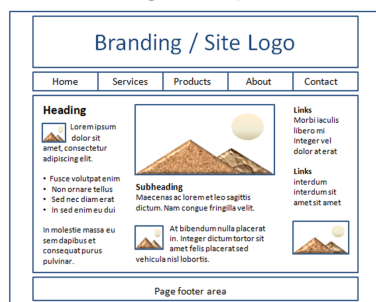 Branding / Site Logo
Home Services Products About Contact
Heading
Lorem ipsum
dolor sit
amet, consectetur
adipiscing elit.
• Fusce volutpat enim
• Non ornare tellus
• Sed nec diam erat
• In sed enim eu dui
In molestie massa eu
sem dapibus et
consequat purus
pulvinar.
Subheading
Maecenas ac lorem et leo sagittis
dictum. Nam congue fringilla velit.
At bibendum nulla placerat
in. Integer dictum tortor sit
amet felis placerat sed
vehicula nisl lobortis.
Links
Morbi iaculis
libero mi
Integer vel
dolor at erat
Links
interdum
interdum sit
amet sit amet
Page footer area